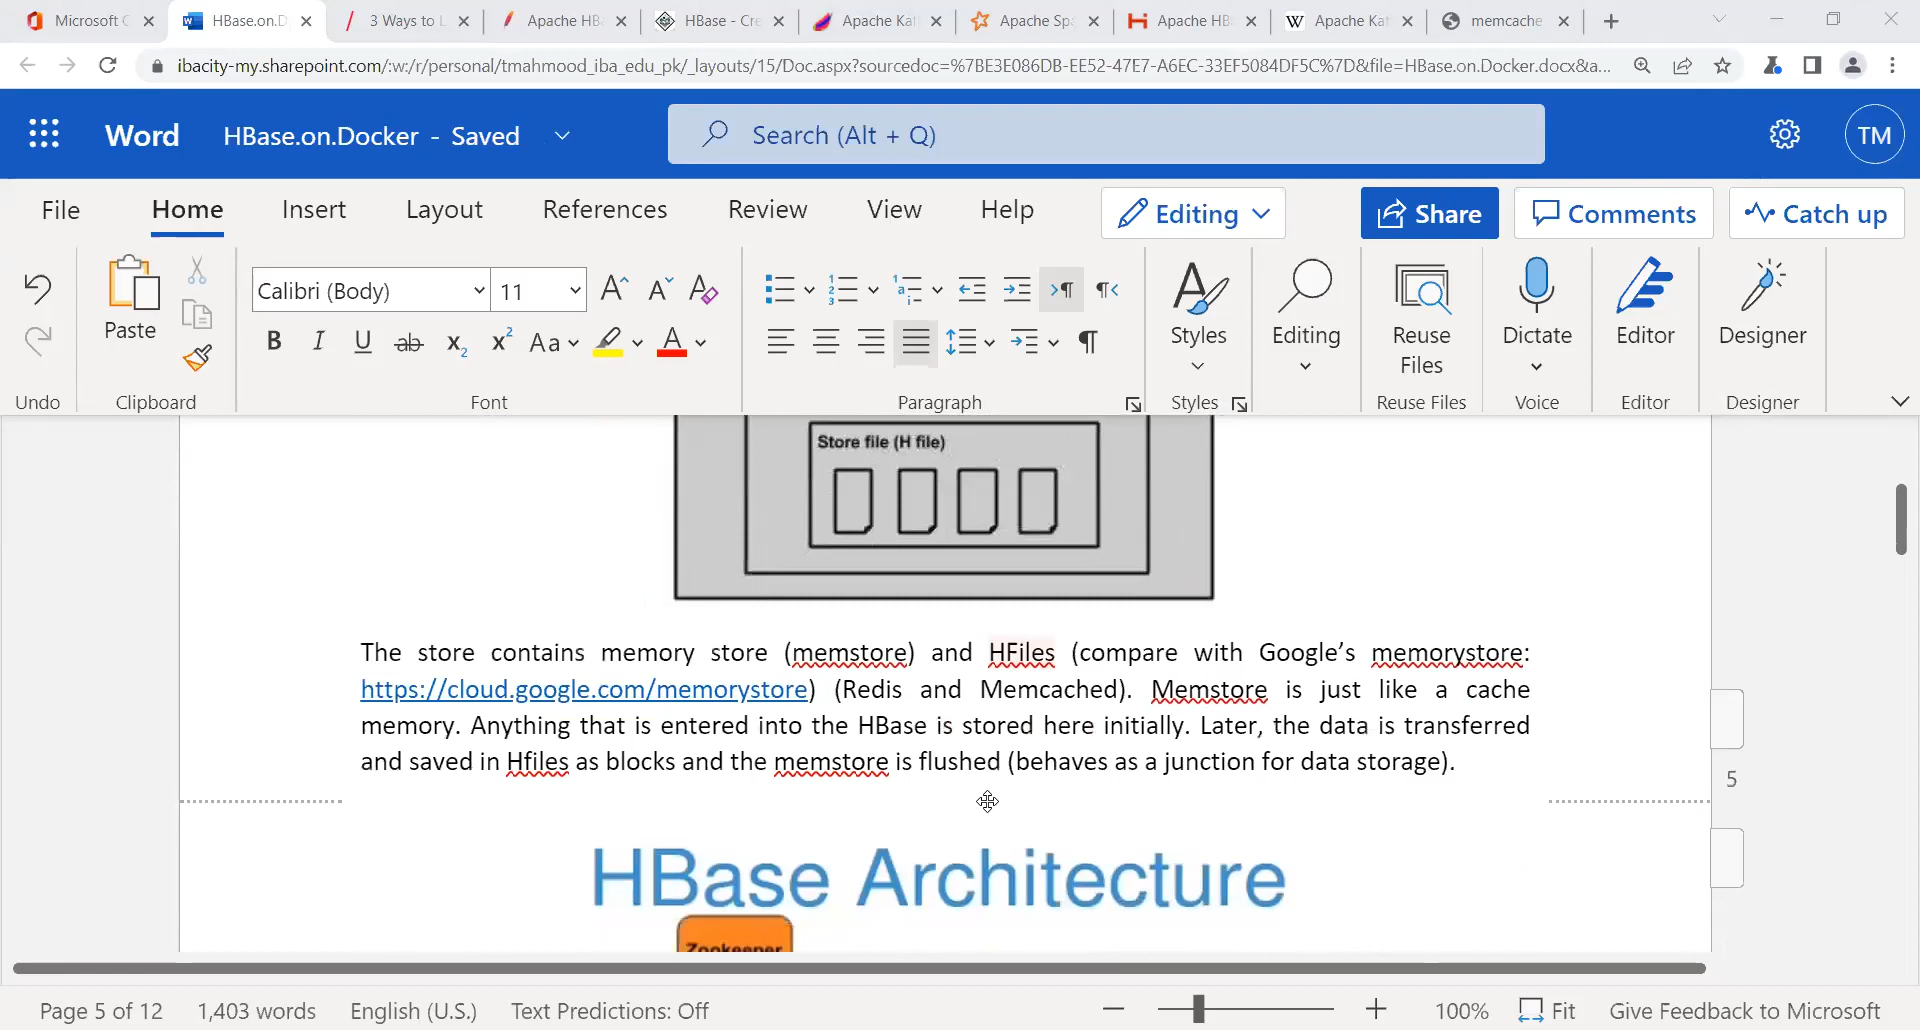 Microsoft O
HBase.on.D
3 Ways to L
Apache HBa
HBase - Cre
Apache Kaf
Apache Spa
Apache HB
Apache Kaf
memcache
ibacity-my.sharepoint.com/:w:/r/personal/tmahmood_iba_edu_pk/_layouts/15/Doc.aspx?sourcedoc=%7BE3E086DB-EE52-47E7-A6EC-33EF5084DF5C%7D&file=HBase.on.Docker.docx&a...
Word HBase.on.Docker - Saved
Search (Alt + Q)
TM
File Home Insert Layout References Review View Help
Editing
Share
Comments
Catch up
Paste
Calibri (Body) 11
Styles
Editing
Reuse
Files
Dictate
Editor
Designer
Undo Clipboard Font Paragraph Styles Reuse Files Voice Editor Designer
Store file (H file)
The store contains memory store (memstore) and HFiles (compare with Google’s memorystore:
https://cloud.google.com/memorystore) (Redis and Memcached). Memstore is just like a cache
memory. Anything that is entered into the HBase is stored here initially. Later, the data is transferred
and saved in Hfiles as blocks and the memstore is flushed (behaves as a junction for data storage).
5
HBase Architecture
Zookeeper
Page 5 of 12 1,403 words English (U.S.) Text Predictions: Off 100% Fit Give Feedback to Microsoft